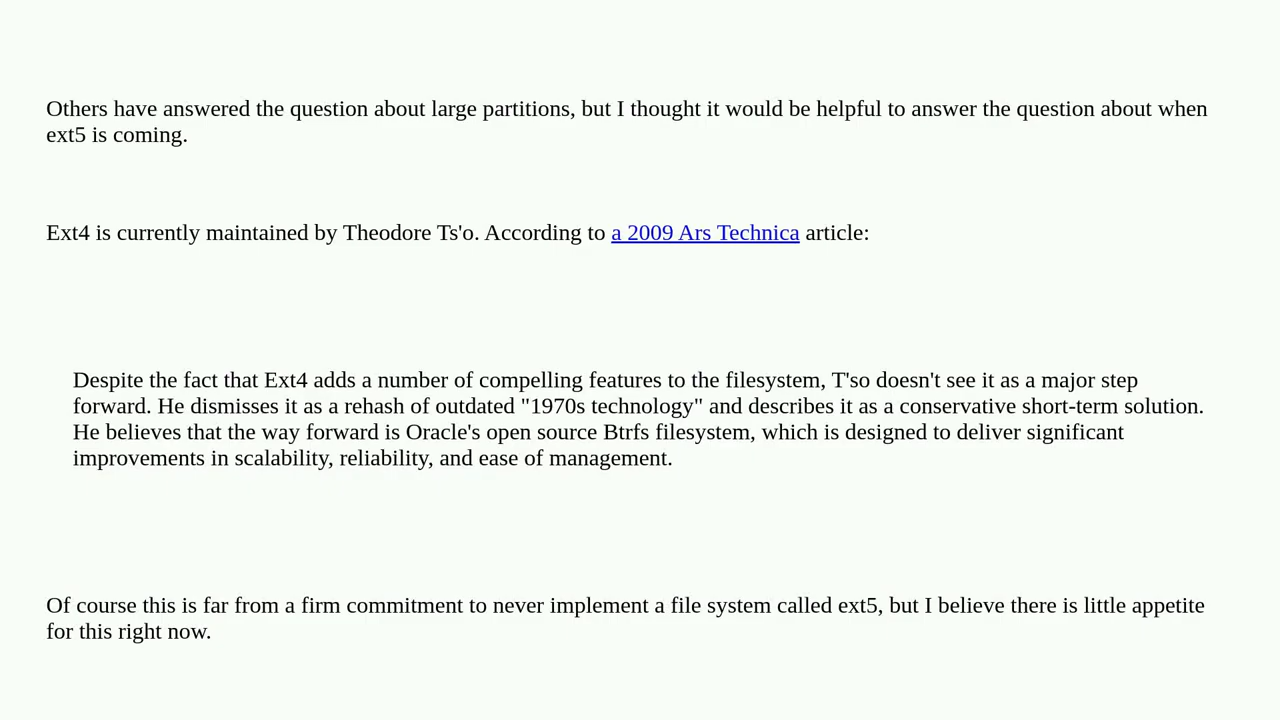 Others have answered the question about large partitions, but I thought it would be helpful to answer the question about when
ext5 is coming.
Ext4 is currently maintained by Theodore Ts'o. According to a 2009 Ars Technica article:
Despite the fact that Ext4 adds a number of compelling features to the filesystem, T'so doesn't see it as a major step
forward. He dismisses it as a rehash of outdated "1970s technology" and describes it as a conservative short-term solution.
He believes that the way forward is Oracle's open source Btrfs filesystem, which is designed to deliver significant
improvements in scalability, reliability, and ease of management.
Of course this is far from a firm commitment to never implement a file system called ext5, but I believe there is little appetite
for this right now.